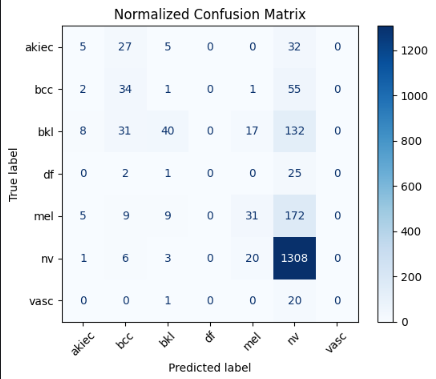 Normalized Confusion Matrix
akiec 5 27 5 0 0 32 0
bcc 2 34 1 0 1 55 0
bkl 8 31 40 0 17 132 0
df 0 2 1 0 0 25 0
mel 5 9 9 0 31 172 0
nv 1 6 3 0 20 1308 0
vasc 0 0 1 0 0 20 0
akiec bcc bkl df mel nv vasc
True label
Predicted label
1200
1000
800
600
400
200
0